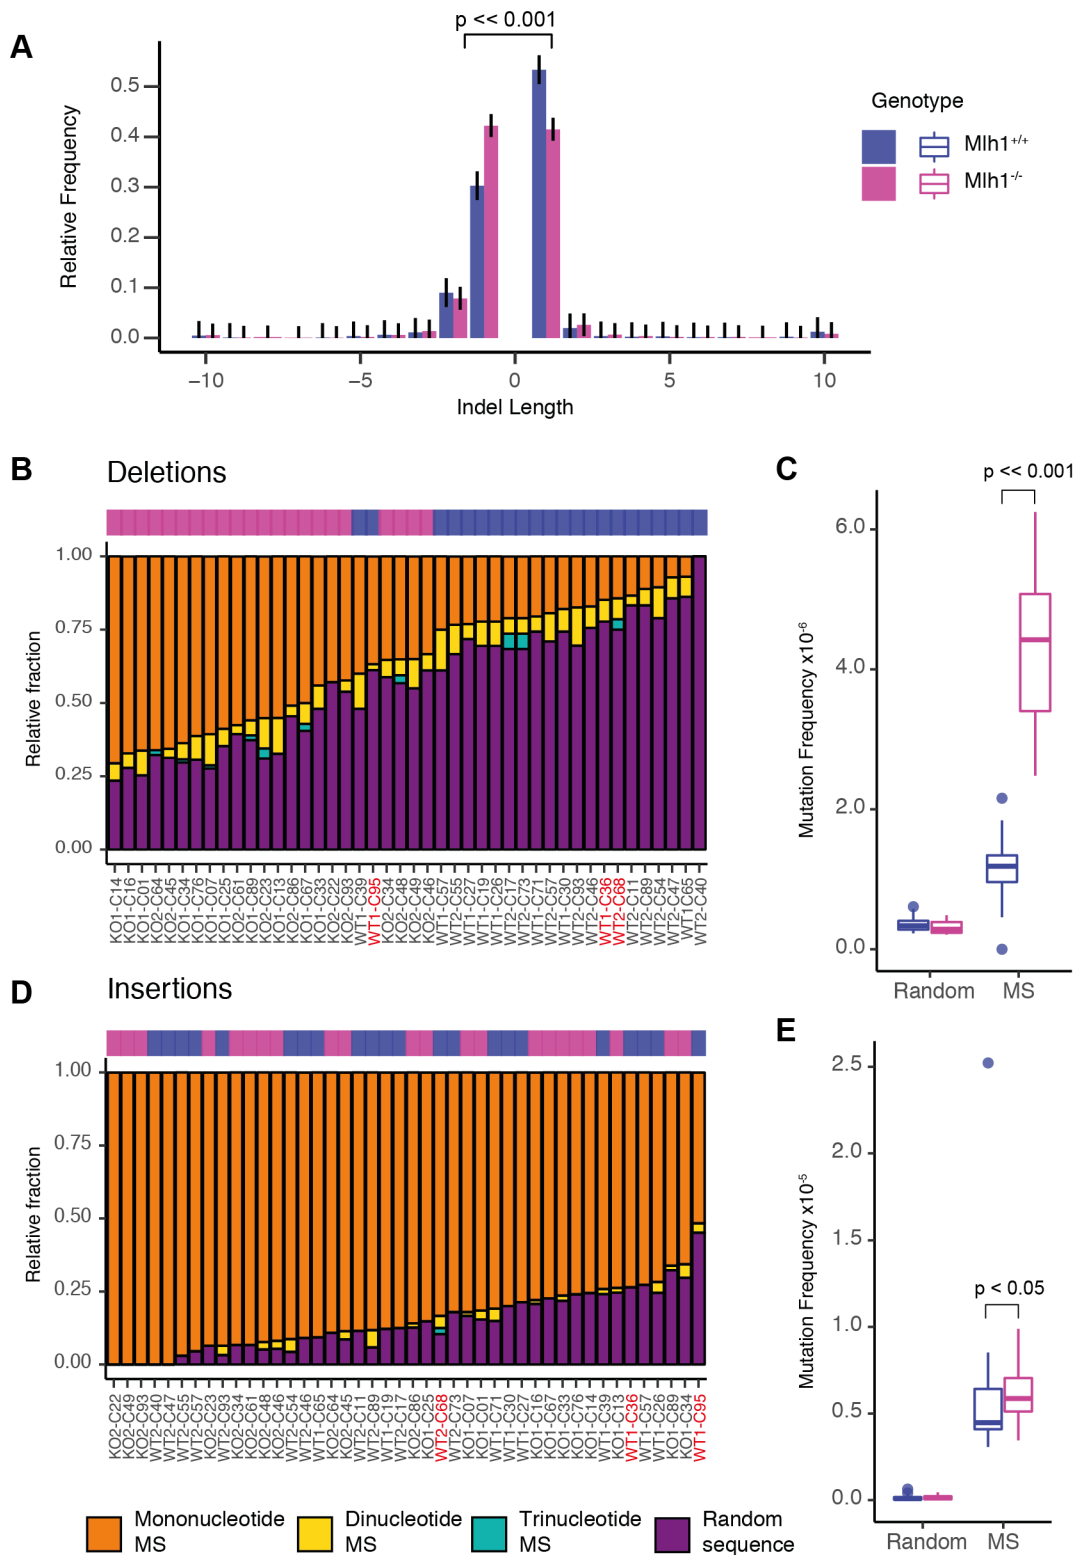 A
p << 0.001
Relative Frequency
0.5
0.4
0.3
0.2
0.1
0.0
−10
−5
0
5
10
Indel Length
Genotype
Mlh1+/+
Mlh1-/-
B
Deletions
Relative fraction
1.00
0.75
0.50
0.25
0.00
KO1-C14
KO1-C16
KO1-C01
KO2-C64
KO2-C45
KO1-C34
KO1-C76
KO1-C07
KO1-C25
KO2-C61
KO1-C89
KO2-C23
KO1-C13
KO2-C86
KO1-C67
KO1-C33
KO2-C22
KO2-C93
WT1-C39
WT1-C95
KO2-C34
KO2-C48
KO2-C49
KO2-C46
WT1-C57
WT2-C55
WT1-C27
WT1-C19
WT1-C26
WT2-C17
WT2-C73
WT1-C71
WT2-C57
WT1-C30
WT2-C93
WT2-C46
WT1-C36
WT2-C68
WT2-C11
WT2-C89
WT2-C54
WT2-C47
WT1-C65
WT2-C40
C
p << 0.001
Mutation Frequency x10-6
6.0
4.0
2.0
0.0
Random
MS
D
Insertions
Relative fraction
1.00
0.75
0.50
0.25
0.00
KO2-C22
KO2-C49
KO2-C93
WT2-C40
WT2-C47
WT2-C55
WT2-C57
KO2-C23
WT2-C93
KO2-C34
KO2-C61
KO2-C48
KO2-C46
WT2-C54
WT2-C46
WT1-C65
KO2-C64
KO2-C45
WT2-C11
WT2-C89
WT1-C19
WT2-C17
KO2-C86
KO1-C25
WT2-C68
WT2-C73
KO1-C07
KO1-C01
WT1-C71
WT1-C30
WT1-C27
KO1-C16
KO1-C67
KO1-C33
KO1-C76
KO1-C14
WT1-C39
KO1-C13
WT1-C36
WT1-C57
WT1-C26
KO1-C89
KO1-C34
WT1-C95
E
Mutation Frequency x10-5
2.5
2.0
1.5
1.0
0.5
0.0
p < 0.05
Random
MS
Mononucleotide MS
Dinucleotide MS
Trinucleotide MS
Random sequence